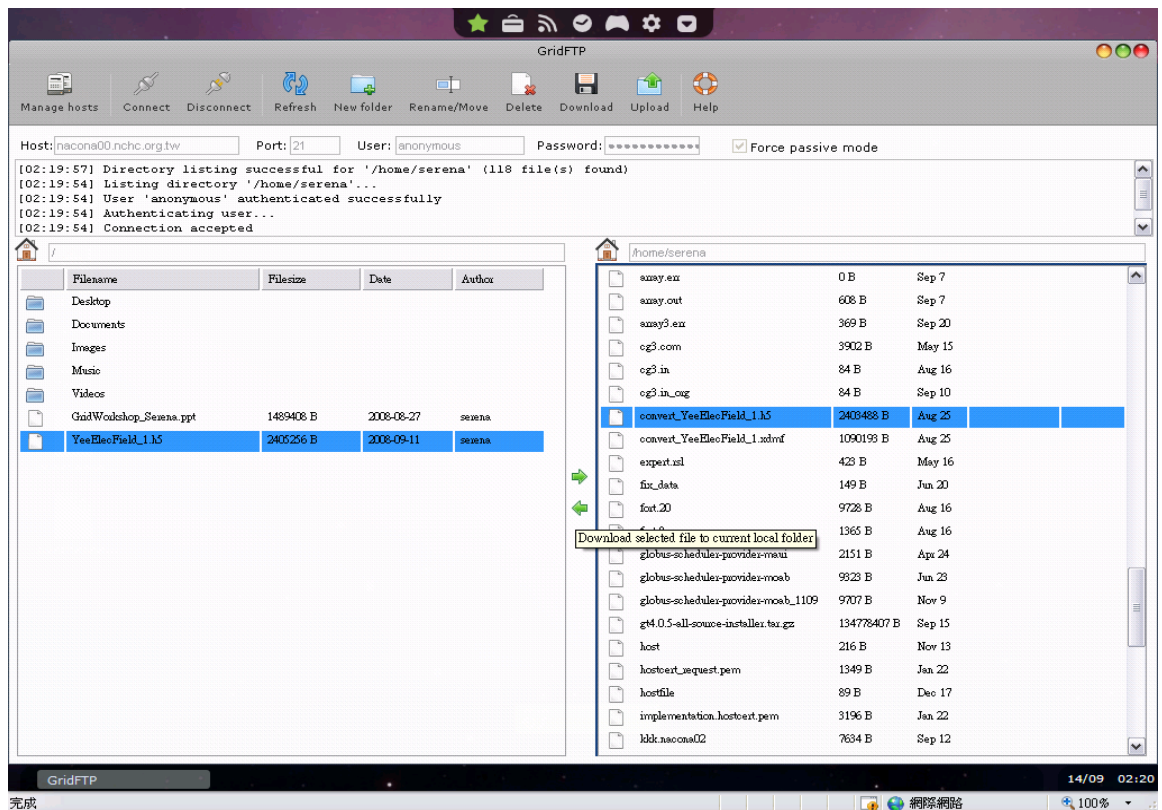 GridFTP
Manage hosts Connect Disconnect Refresh New folder Rename/Move Delete Download Upload Help
Host: nacona00.nchc.org.tw Port: 21 User: anonymous Password: ●●●●●●●●●●●● Force passive mode
[02:19:57] Directory listing successful for '/home/serena' (118 file(s) found)
[02:19:54] Listing directory '/home/serena'...
[02:19:54] User 'anonymous' authenticated successfully
[02:19:54] Authenticating user...
[02:19:54] Connection accepted
/
Filename Filesize Date Author
Desktop
Documents
Images
Music
Videos
GridWorkshop_Serena.ppt 1489408 B 2008-08-27 serena
YeeElecField_1.h5 2405256 B 2008-09-11 serena
/home/serena
array.err 0 B Sep 7
array.out 608 B Sep 7
array3.err 369 B Sep 20
cg3.com 3902 B May 15
cg3.in 84 B Aug 16
cg3.in_org 84 B Sep 10
convert_YeeElecField_1.h5 2403488 B Aug 25
convert_YeeElecField_1.xdmf 1090193 B Aug 25
expert.rsl 423 B May 16
fix_data 149 B Jun 20
fort.20 9728 B Aug 16
1365 B Aug 16
Download selected file to current local folder
globus-scheduler-provider-maui 2151 B Apr 24
globus-scheduler-provider-moab 9323 B Jun 23
globus-scheduler-provider-moab_1109 9707 B Nov 9
gt4.0.5-all-source-installer.tar.gz 134778407 B Sep 15
host 216 B Nov 13
hostcert_request.pem 1349 B Jan 22
hostfile 89 B Dec 17
implementation.hostcert.pem 3196 B Jan 22
kkk.nacona02 7634 B Sep 12
GridFTP 14/09 02:20
完成 網際網路 100%